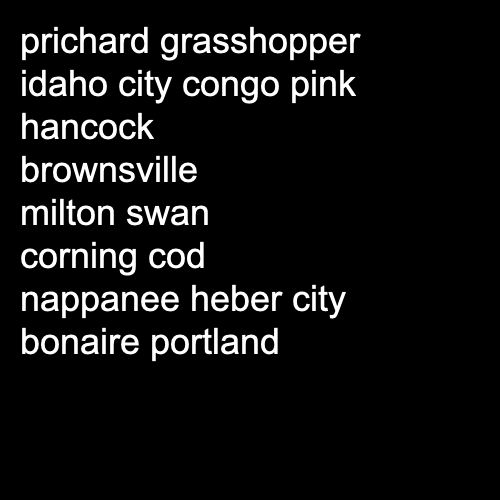 prichard grasshopper
idaho city congo pink
hancock
brownsville
milton swan
corning cod
nappanee heber city
bonaire portland